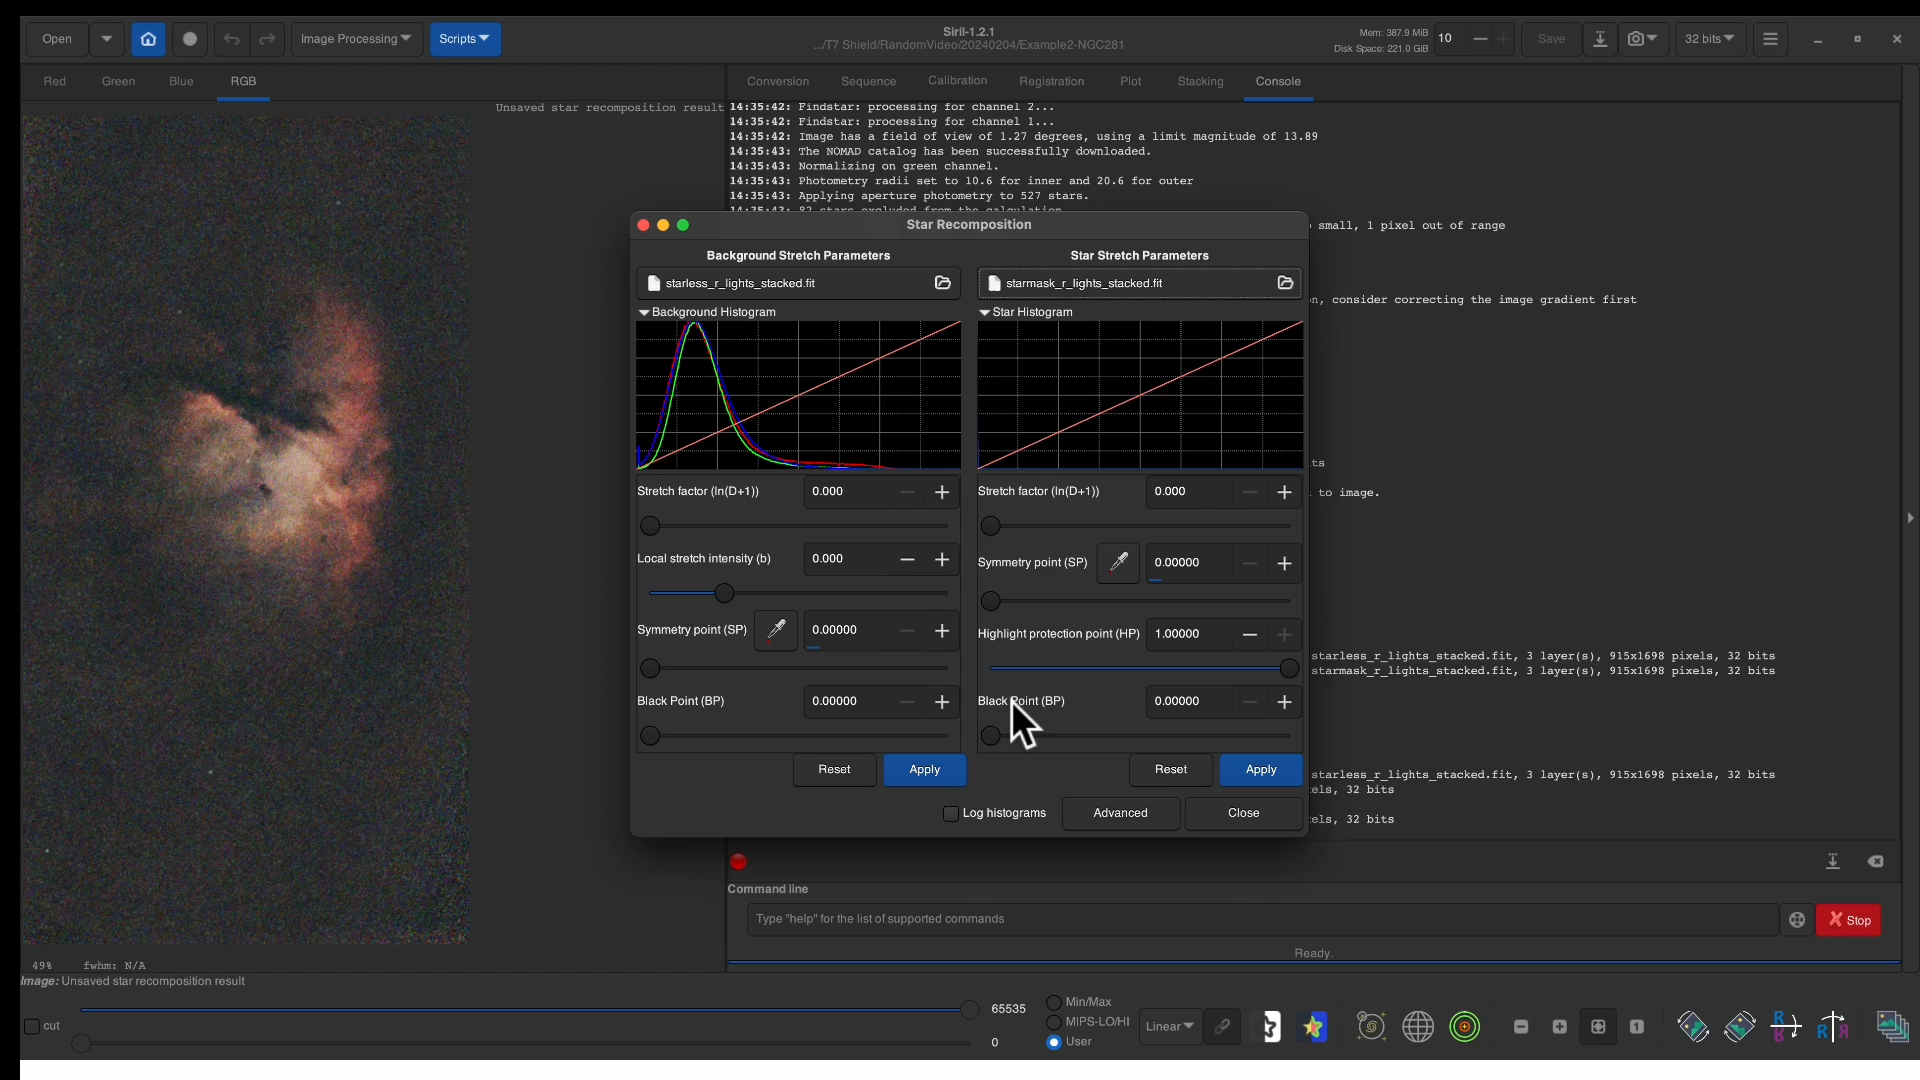 Open
Image Processing
Scripts
Siril-1.2.1
.../T7 Shield/RandomVideo/20240204/Example2-NGC281
Mem: 387.9 MiB
Disk Space: 221.0 GiB
10
Save
32 bits
Red
Green
Blue
RGB
Conversion
Sequence
Calibration
Registration
Plot
Stacking
Console
Unsaved star recomposition result
14:35:42: Findstar: processing for channel 2...
14:35:42: Findstar: processing for channel 1...
14:35:42: Image has a field of view of 1.27 degrees, using a limit magnitude of 13.89
14:35:43: The NOMAD catalog has been successfully downloaded.
14:35:43: Normalizing on green channel.
14:35:43: Photometry radii set to 10.6 for inner and 20.6 for outer
14:35:43: Applying aperture photometry to 527 stars.
14:35:43: 82 stars excluded from the calculation
small, 1 pixel out of range
n, consider correcting the image gradient first
ts
to image.
starless_r_lights_stacked.fit, 3 layer(s), 915x1698 pixels, 32 bits
starmask_r_lights_stacked.fit, 3 layer(s), 915x1698 pixels, 32 bits
starless_r_lights_stacked.fit, 3 layer(s), 915x1698 pixels, 32 bits
els, 32 bits
els, 32 bits
Star Recomposition
Background Stretch Parameters
starless_r_lights_stacked.fit
Background Histogram
Stretch factor (ln(D+1))
0.000
Local stretch intensity (b)
0.000
Symmetry point (SP)
0.00000
Black Point (BP)
0.00000
Reset
Apply
Star Stretch Parameters
starmask_r_lights_stacked.fit
Star Histogram
Stretch factor (ln(D+1))
0.000
Symmetry point (SP)
0.00000
Highlight protection point (HP)
1.00000
Black Point (BP)
0.00000
Reset
Apply
Log histograms
Advanced
Close
Command line
Type "help" for the list of supported commands
Stop
Ready.
49%
fwhm: N/A
Image: Unsaved star recomposition result
cut
65535
0
Min/Max
MIPS-LO/HI
User
Linear
1
R
R
R
R